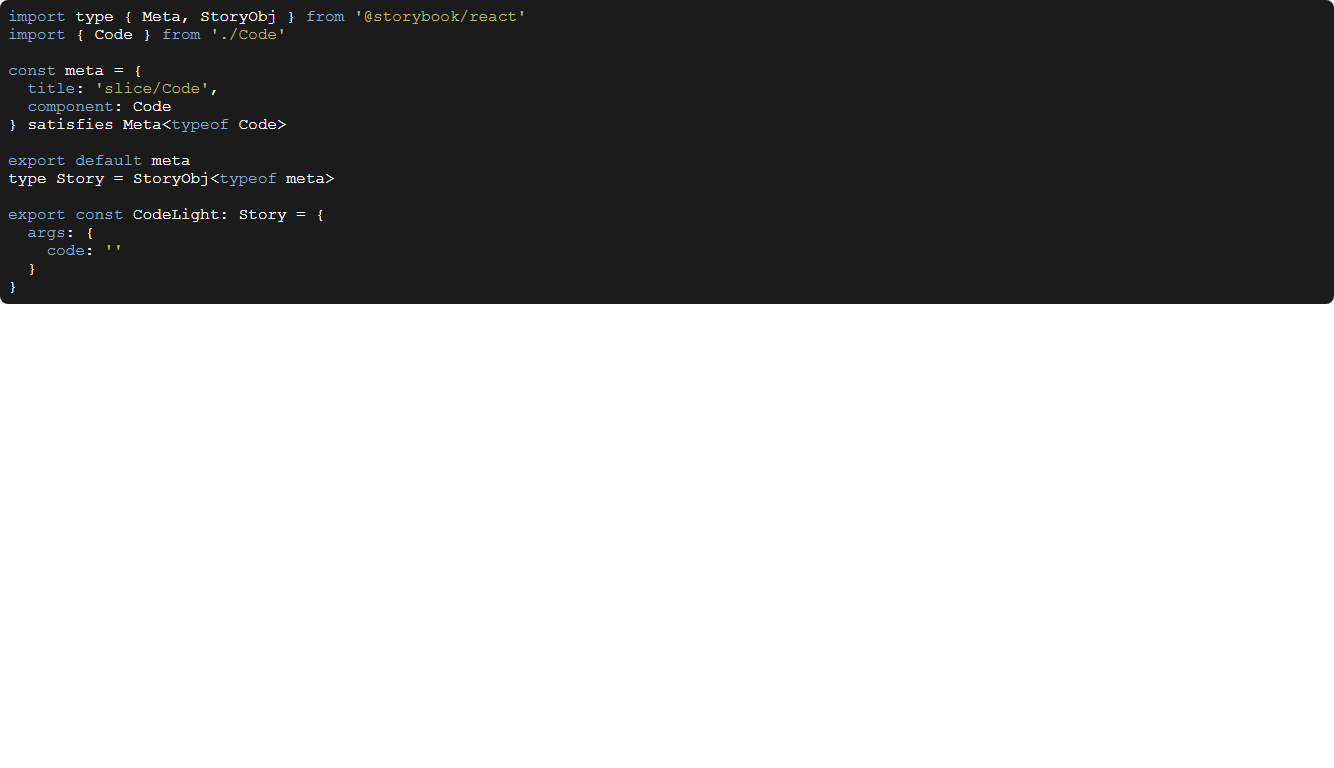 import type { Meta, StoryObj } from '@storybook/react'
import { Code } from './Code'

const meta = {
  title: 'slice/Code',
  component: Code
} satisfies Meta<typeof Code>

export default meta
type Story = StoryObj<typeof meta>

export const CodeLight: Story = {
  args: {
    code: ''
  }
}